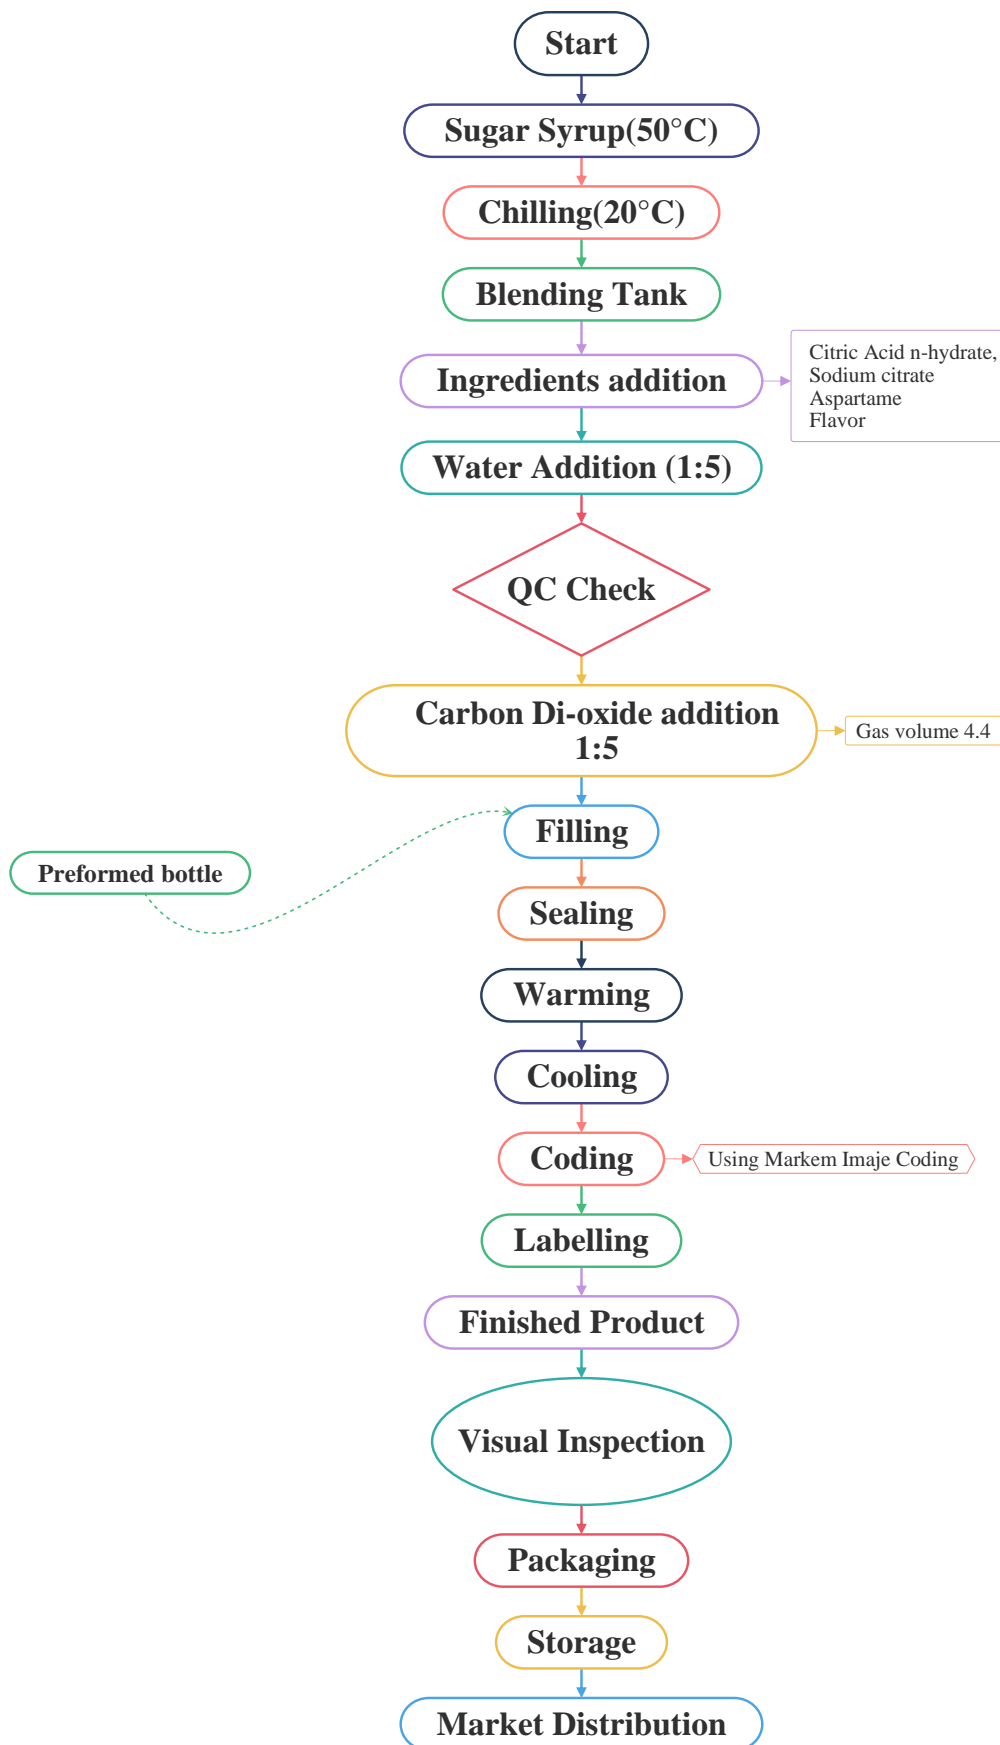 Start
Sugar Syrup(50°C)
Chilling(20°C)
Blending Tank
Ingredients addition
Citric Acid n-hydrate,
Sodium citrate
Aspartame
Flavor
Water Addition (1:5)
QC Check
Carbon Di-oxide addition
1:5
Gas volume 4.4
Filling
Preformed bottle
Sealing
Warming
Cooling
Coding
Using Markem Imaje Coding
Labelling
Finished Product
Visual Inspection
Packaging
Storage
Market Distribution